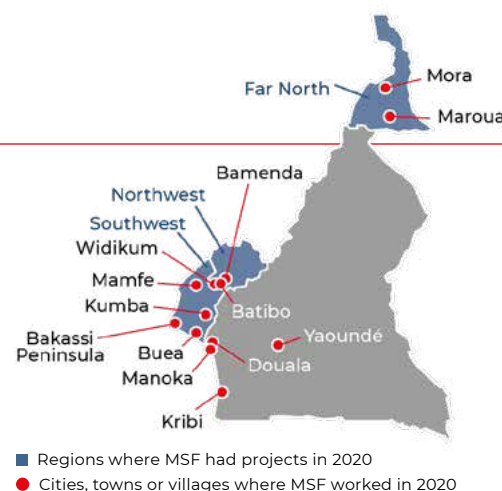 Mora
Far North
Maroua
Bamenda
Northwest
Southwest
Widikum
Mamfe
Batibo
Kumba
Yaoundé
Bakassi
Peninsula
Buea
Douala
Manoka
Kribi
Regions where MSF had projects in 2020
Cities, towns or villages where MSF worked in 2020